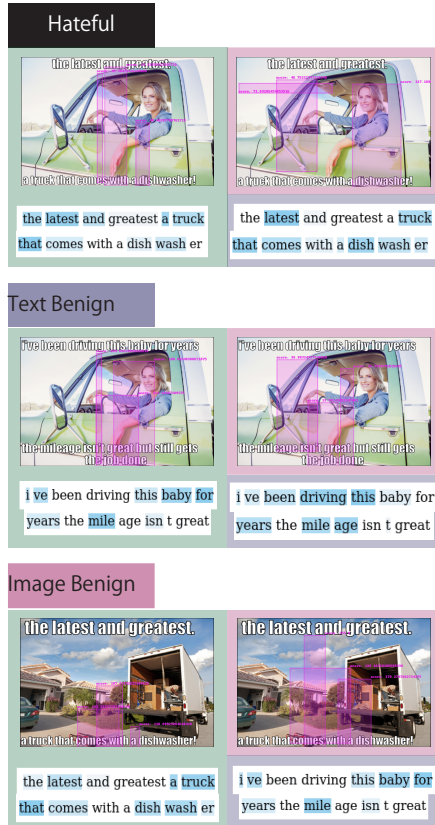 Hateful
the latest and greatest.
a truck that comes with a dishwasher!
the latest and greatest.
a truck that comes with a dishwasher!
the latest and greatest a truck
that comes with a dish wash er
the latest and greatest a truck
that comes with a dish wash er
Text Benign
i've been driving this baby for years
the mileage isn't great but still gets
the job done
i've been driving this baby for years
the mileage isn't great but still gets
the job done
i ve been driving this baby for
years the mile age isn t great
i ve been driving this baby for
years the mile age isn t great
Image Benign
the latest and greatest.
a truck that comes with a dishwasher!
the latest and greatest.
a truck that comes with a dishwasher!
the latest and greatest a truck
that comes with a dish wash er
i ve been driving this baby for
years the mile age isn t great